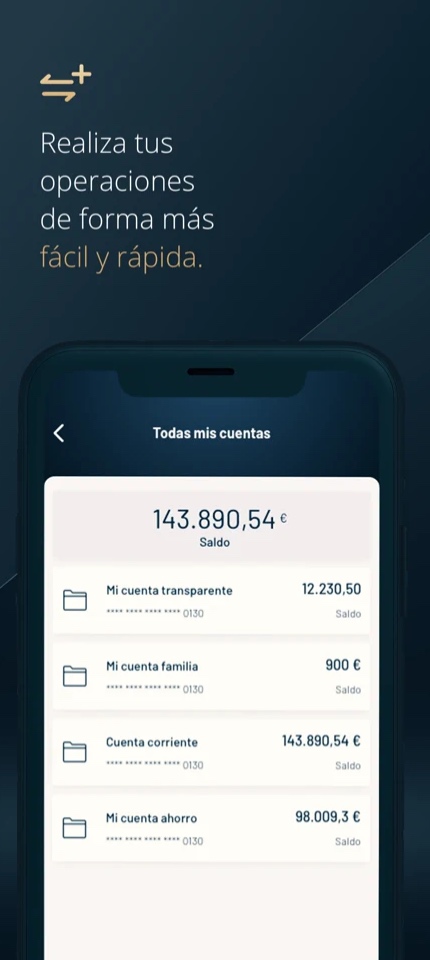 Realiza tus
operaciones
de forma más
fácil y rápida.
Todas mis cuentas
143.890,54 €
Saldo
Mi cuenta transparente 12.230,50
**** **** **** **** 0130 Saldo
Mi cuenta familia 900 €
**** **** **** **** 0130 Saldo
Cuenta corriente 143.890,54 €
**** **** **** **** 0130 Saldo
Mi cuenta ahorro 98.009,3 €
**** **** **** **** 0130 Saldo